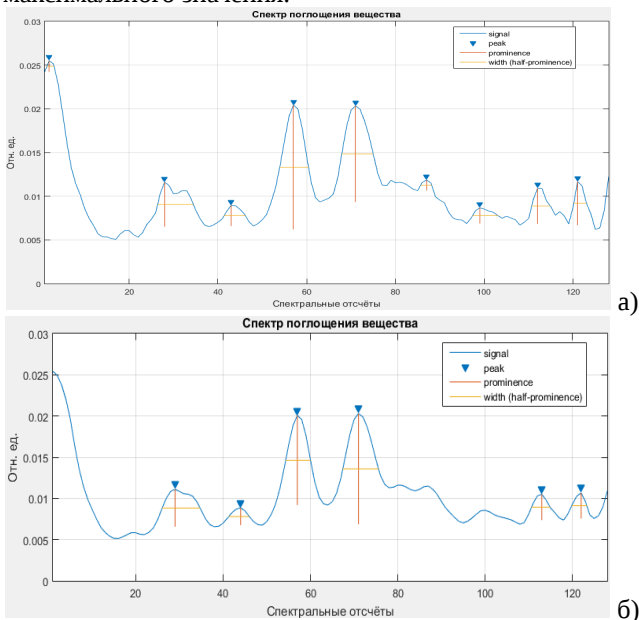 максимального значения.
Спектр поглощения вещества
0.03
0.025
0.02
0.015
0.01
0.005
0
Отн. ед.
signal
peak
prominence
width (half-prominence)
20 40 60 80 100 120
Спектральные отсчёты
а)
Спектр поглощения вещества
0.03
0.025
0.02
0.015
0.01
0.005
0
Отн. ед.
signal
peak
prominence
width (half-prominence)
20 40 60 80 100 120
Спектральные отсчёты
б)